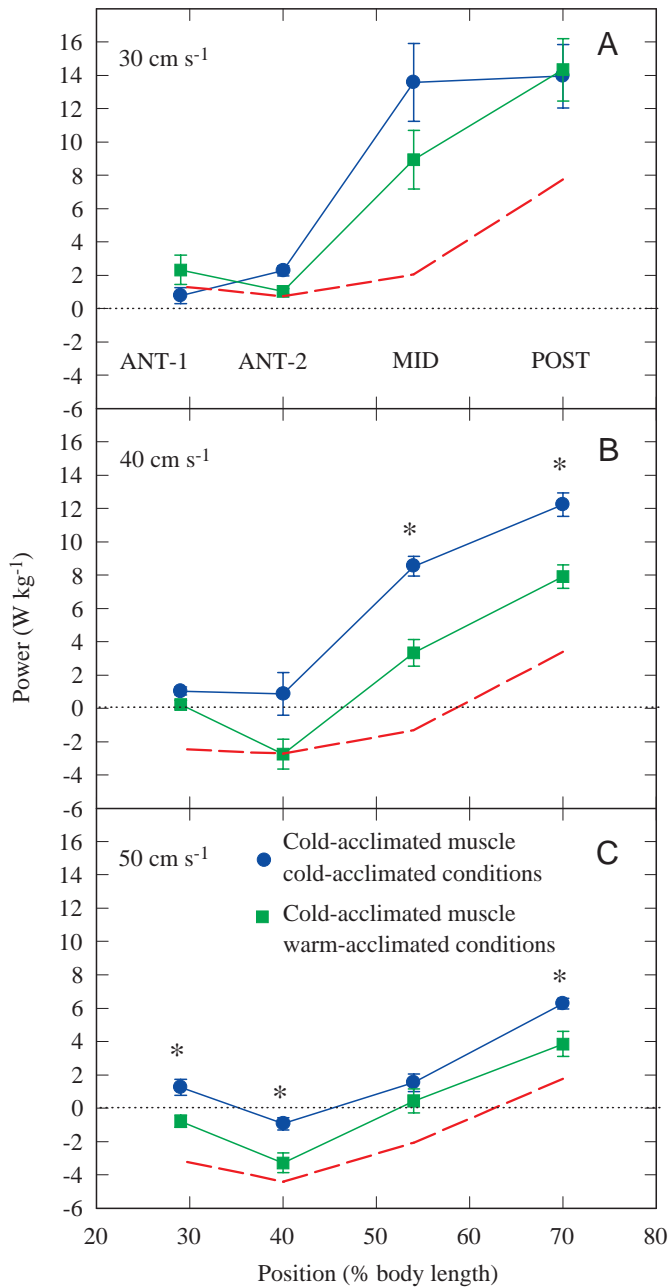 16
14
12
10
8
6
4
2
0
-2
-4
-6
30 cm s-1
A
ANT-1 ANT-2 MID POST
16
14
12
10
8
6
4
2
0
-2
-4
-6
40 cm s-1
B
*
*
Power (W kg-1)
16
14
12
10
8
6
4
2
0
-2
-4
-6
50 cm s-1
C
Cold-acclimated muscle
cold-acclimated conditions
Cold-acclimated muscle
warm-acclimated conditions
*
*
*
20 30 40 50 60 70 80
Position (% body length)